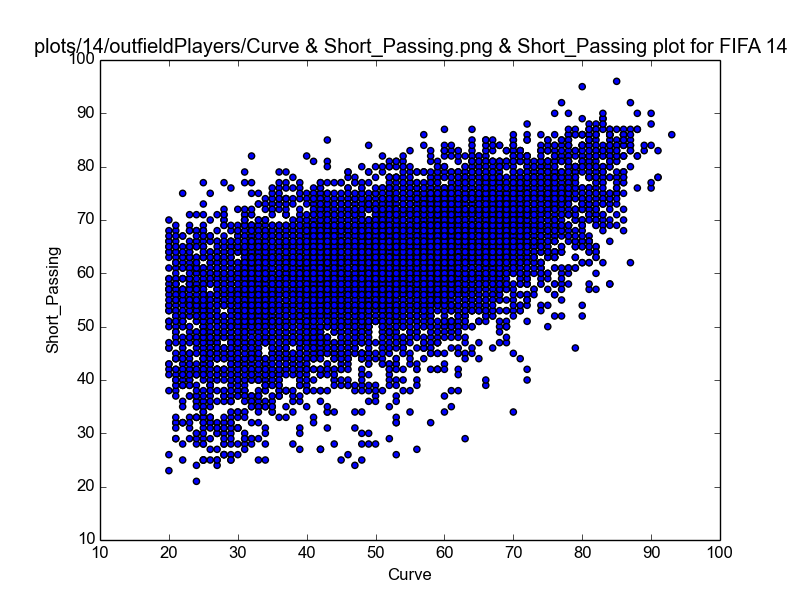 plots/14/outfieldPlayers/Curve & Short_Passing.png & Short_Passing plot for FIFA 14
100
90
80
70
60
50
40
30
20
10
Short_Passing
10 20 30 40 50 60 70 80 90 100
Curve